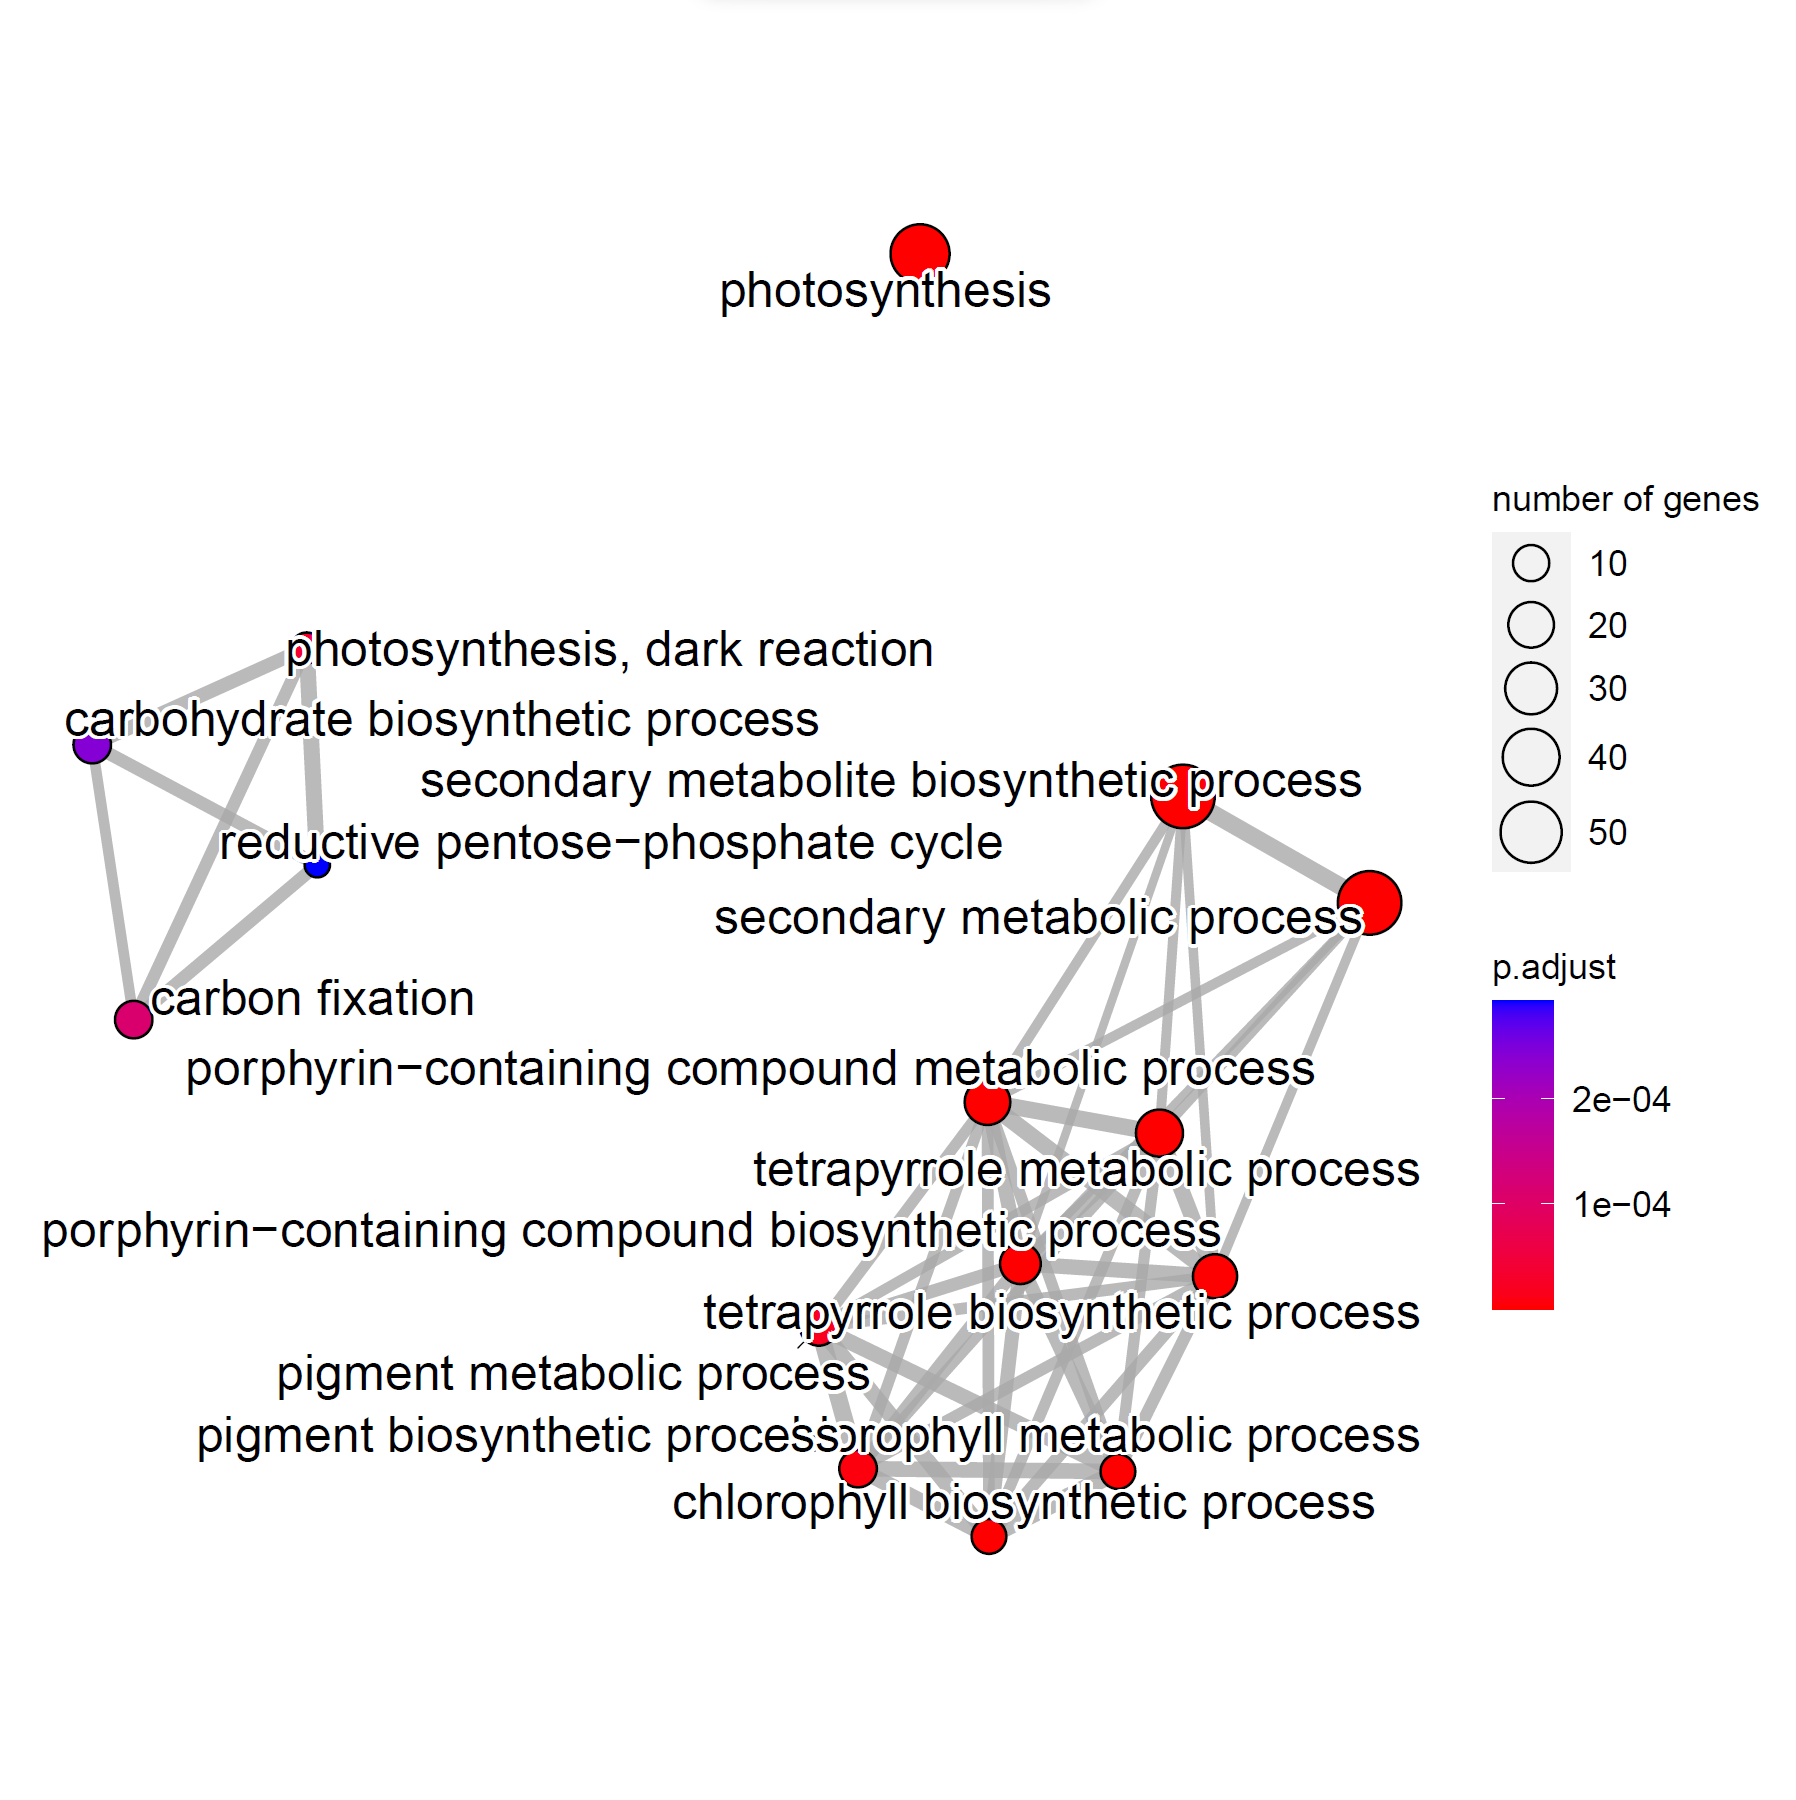 photosynthesis
number of genes
10
20
30
40
50
photosynthesis, dark reaction
carbohydrate biosynthetic process
secondary metabolite biosynthetic process
reductive pentose−phosphate cycle
secondary metabolic process
p.adjust
2e−04
1e−04
carbon fixation
porphyrin−containing compound metabolic process
tetrapyrrole metabolic process
porphyrin−containing compound biosynthetic process
tetrapyrrole biosynthetic process
pigment metabolic process
pigment biosynthetic process
metabolic process
chlorophyll biosynthetic process